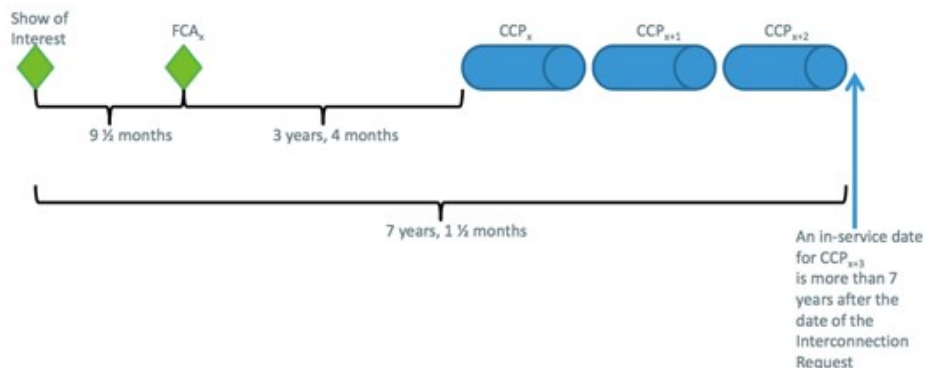 Show of
Interest
FCAx
CCPx
CCPx+1
CCPx+2
9 ½ months
3 years, 4 months
7 years, 1 ½ months
An in-service date
for CCPx+3
is more than 7
years after the
date of the
Interconnection
Request